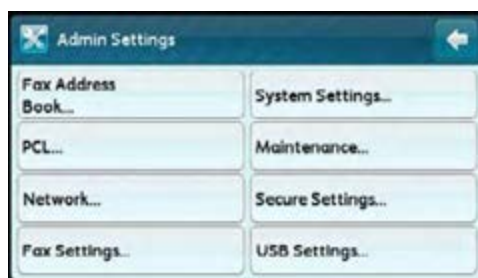 Admin Settings
Fax Address
Book...
System Settings...
PCL...
Maintenance...
Network...
Secure Settings...
Fax Settings...
USB Settings...